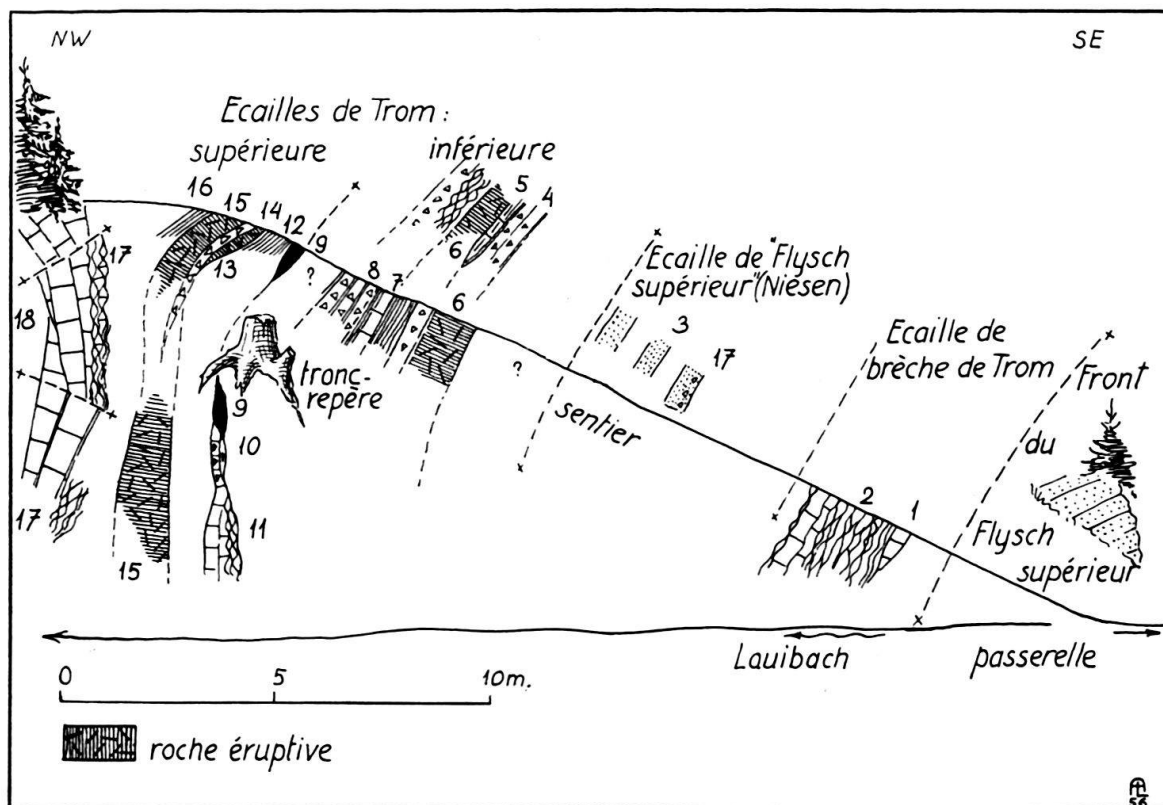 NW
SE
Ecailles de Trom :
supérieure
inférieure
16
15
14
12
9
13
5
4
6
?
8
7
6
17
18
17
Ecaille de "Flysch
supérieur"(Niesen)
3
17
?
sentier
Ecaille de
brèche de Trom
Front
du
Flysch
supérieur
tronc-
repère
9
10
11
15
2
1
Lauibach
passerelle
0
5
10m.
roche éruptive
56